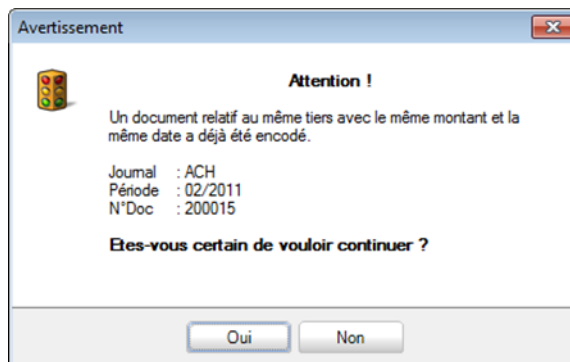 Avertissement
Attention !
Un document relatif au même tiers avec le même montant et la
même date a déjà été encodé.
Journal : ACH
Période : 02/2011
N°Doc : 200015
Etes-vous certain de vouloir continuer ?
Oui Non